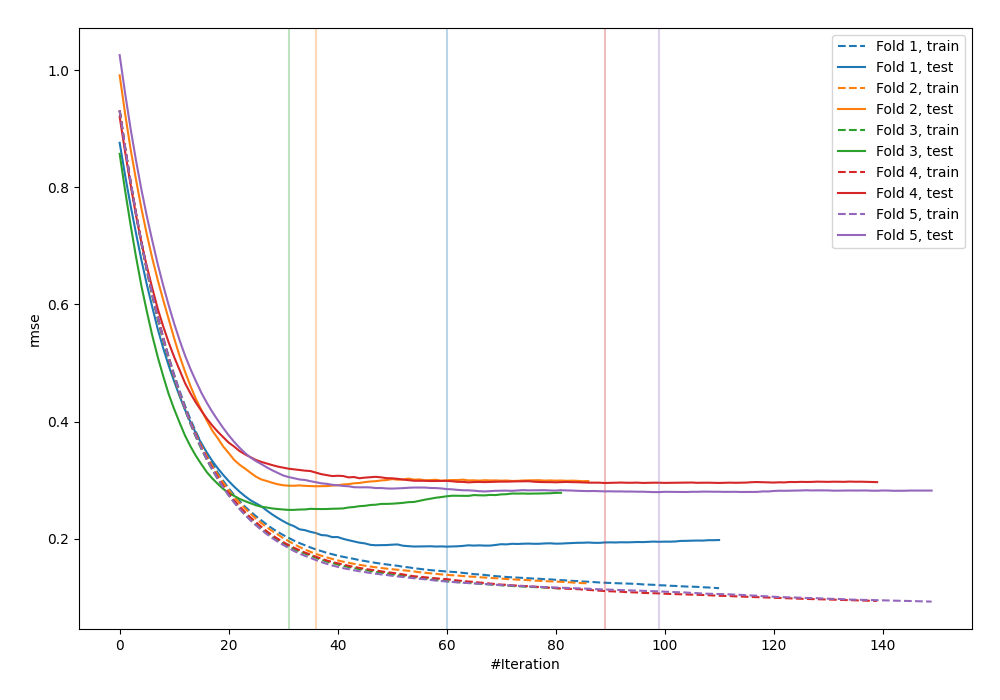 1.0
0.8
0.6
0.4
0.2
rmse
0 20 40 60 80 100 120 140
#Iteration
Fold 1, train
Fold 1, test
Fold 2, train
Fold 2, test
Fold 3, train
Fold 3, test
Fold 4, train
Fold 4, test
Fold 5, train
Fold 5, test